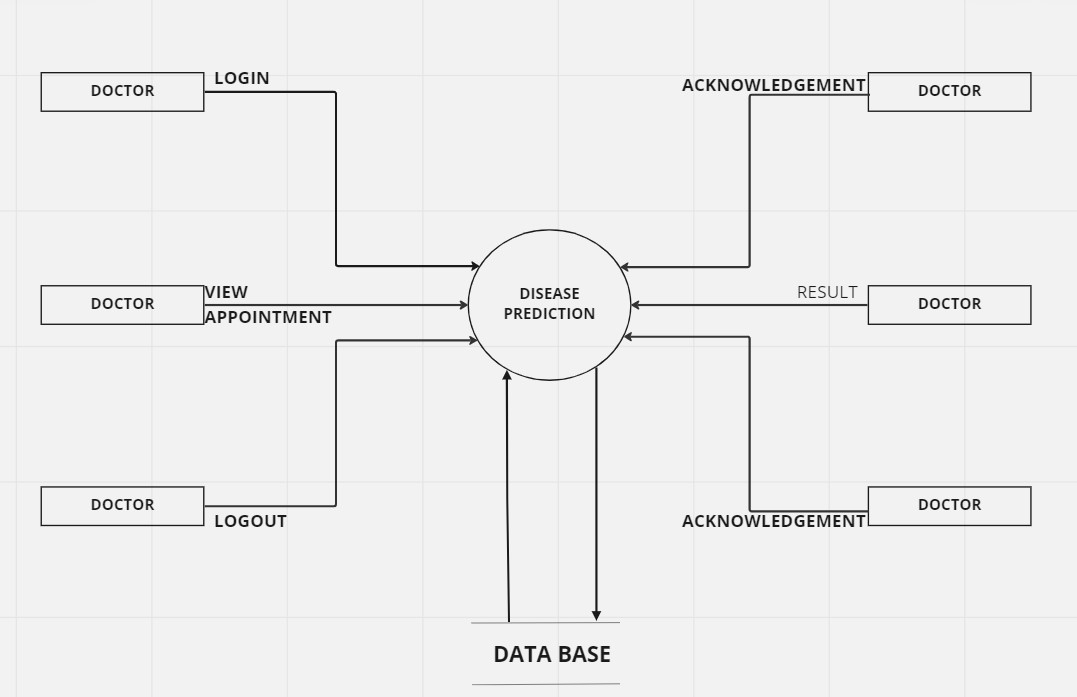 DOCTOR
LOGIN
ACKNOWLEDGEMENT
DOCTOR
DOCTOR
VIEW
APPOINTMENT
DISEASE
PREDICTION
RESULT
DOCTOR
DOCTOR
LOGOUT
ACKNOWLEDGEMENT
DOCTOR
DATA BASE